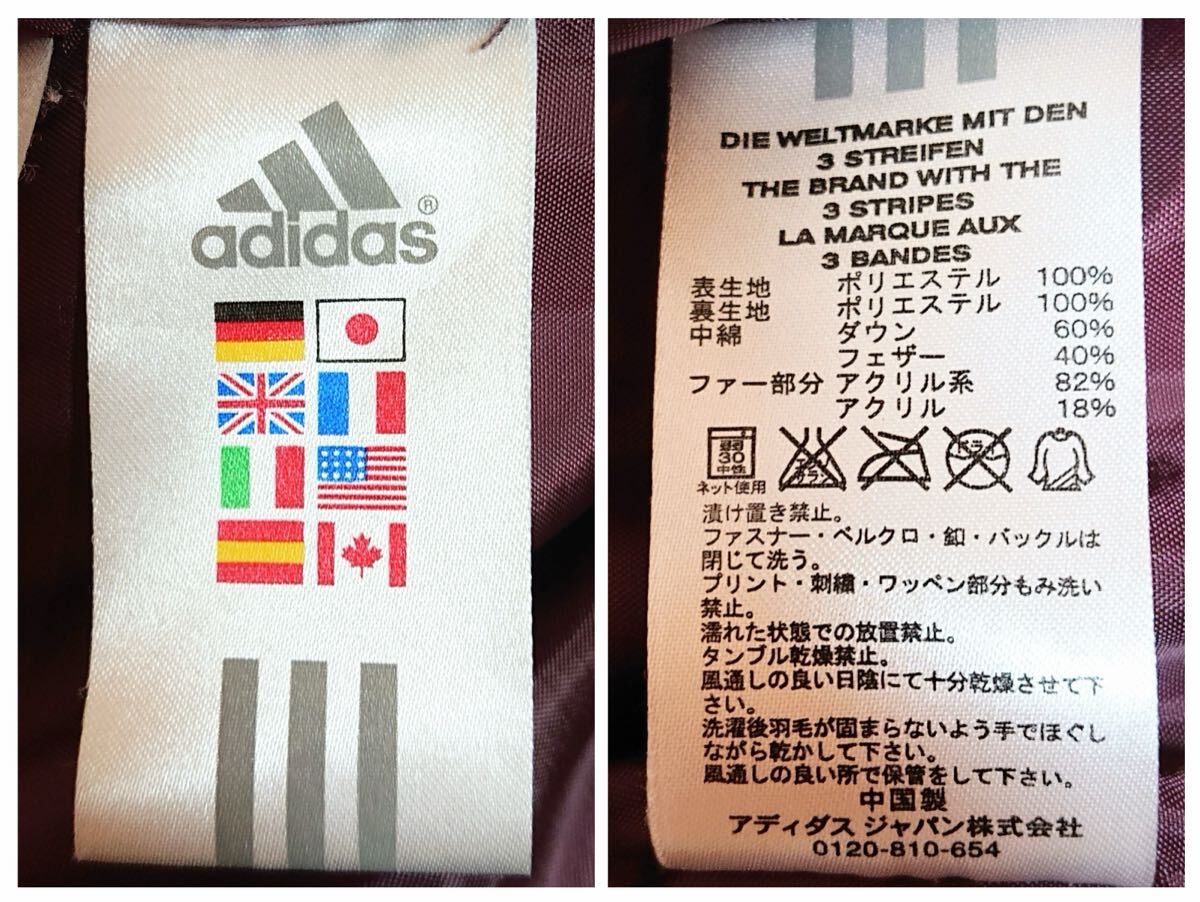 adidas®
DIE WELTMARKE MIT DEN
3 STREIFEN
THE BRAND WITH THE
3 STRIPES
LA MARQUE AUX
3 BANDES
表生地 ポリエステル 100%
裏生地 ポリエステル 100%
中綿 ダウン 60%
フェザー 40%
ファー部分 アクリル系 82%
アクリル 18%
弱
30
中性
エンソ
サラシ
ドライ
ネット使用
漬け置き禁止。
ファスナー・ベルクロ・釦・バックルは
閉じて洗う。
プリント・刺繍・ワッペン部分もみ洗い
禁止。
濡れた状態での放置禁止。
タンブル乾燥禁止。
風通しの良い日陰にて十分乾燥させて下
さい。
洗濯後羽毛が固まらないよう手でほぐし
ながら乾かして下さい。
風通しの良い所で保管をして下さい。
中国製
アディダス ジャパン株式会社
0120-810-654